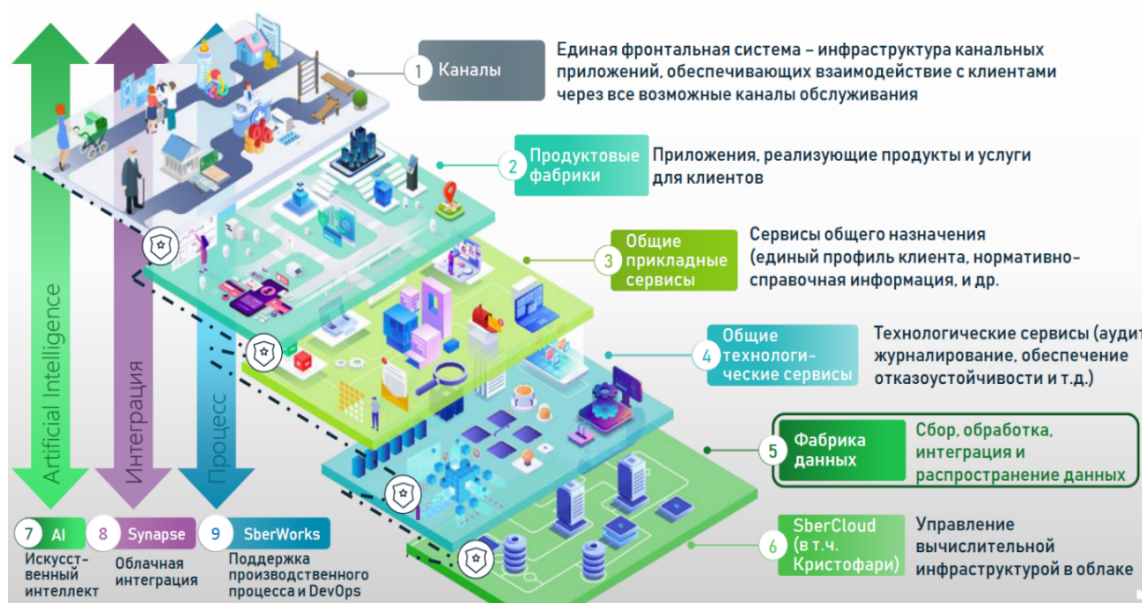 1 Каналы
Единая фронтальная система – инфраструктура канальных
приложений, обеспечивающих взаимодействие с клиентами
через все возможные каналы обслуживания
2 Продуктовые
фабрики
Приложения, реализующие продукты и услуги
для клиентов
3 Общие
прикладные
сервисы
Сервисы общего назначения
(единый профиль клиента, нормативно-
справочная информация, и др.
4 Общие
технологи-
ческие сервисы
Технологические сервисы (аудит
журналирование, обеспечение
отказоустойчивости и т.д.)
5 Фабрика
данных
Сбор, обработка,
интеграция и
распространение данных
6 SberCloud
(в т.ч.
Кристофари)
Управление
вычислительной
инфраструктурой в облаке
Artificial Intelligence
Интеграция
Процесс
7 AI
Искусст-
венный
интеллект
8 Synapse
Облачная
интеграция
9 SberWorks
Поддержка
производственного
процесса и DevOps